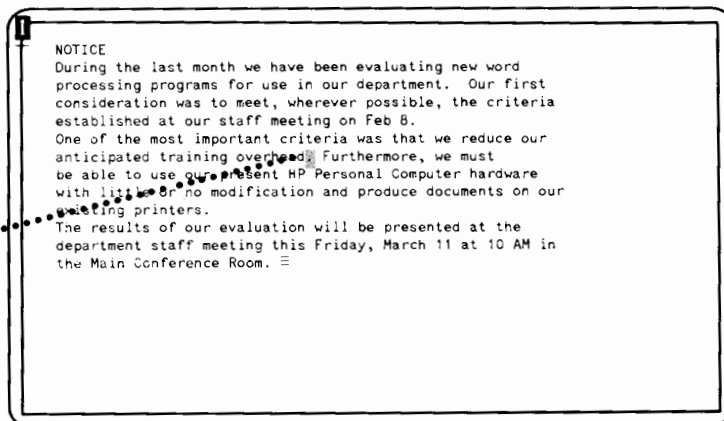 NOTICE
During the last month we have been evaluating new word
processing programs for use in our department.  Our first
consideration was to meet, wherever possible, the criteria
established at our staff meeting on Feb 8.
One of the most important criteria was that we reduce our
anticipated training overhead. Furthermore, we must
be able to use our present HP Personal Computer hardware
with little or no modification and produce documents on our
existing printers.
The results of our evaluation will be presented at the
department staff meeting this Friday, March 11 at 10 AM in
the Main Conference Room.